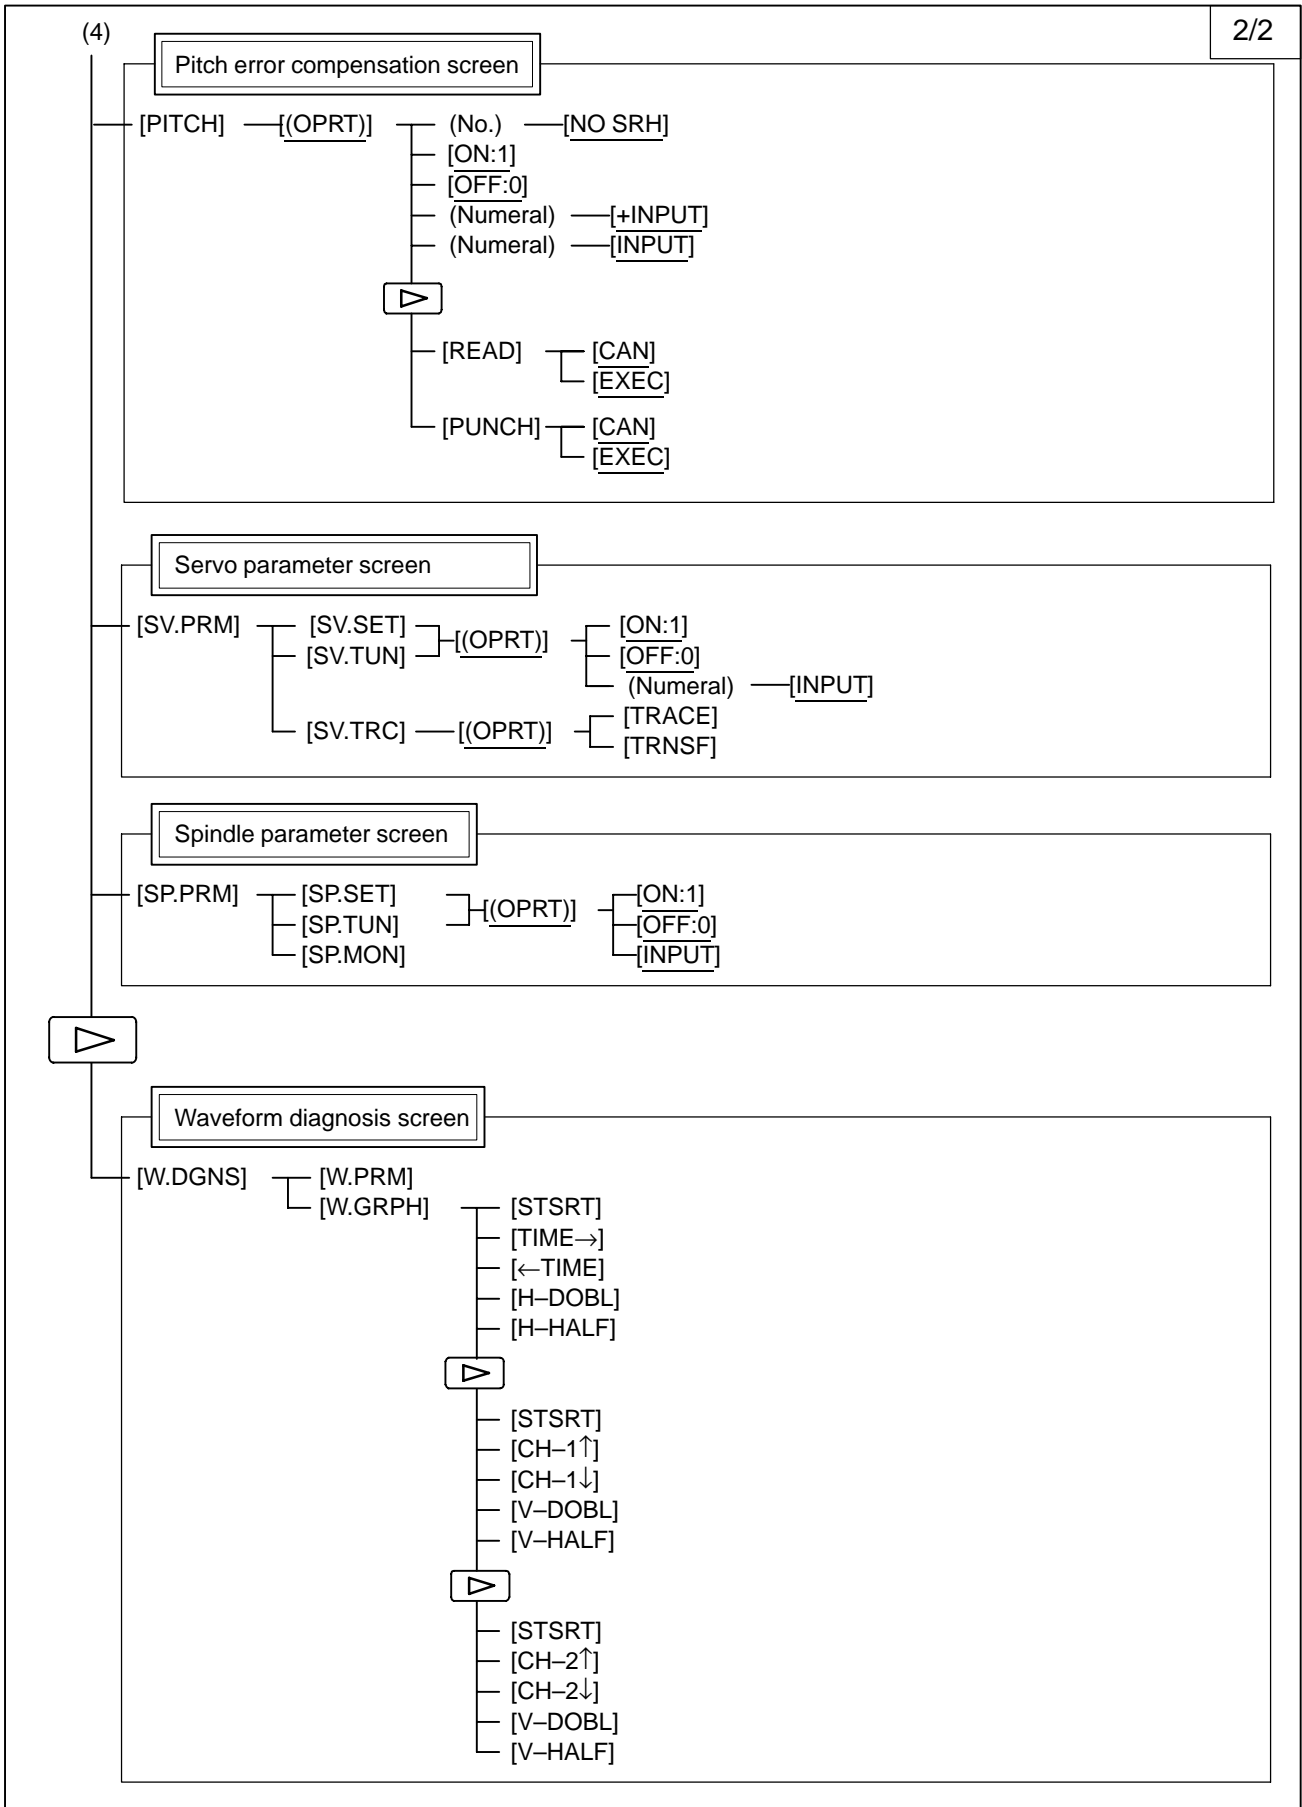 (4)
2/2
Pitch error compensation screen
[PITCH] [(OPRT)] (No.) [NO SRH]
[ON:1]
[OFF:0]
(Numeral) [+INPUT]
(Numeral) [INPUT]
[READ] [CAN]
[EXEC]
[PUNCH] [CAN]
[EXEC]
Servo parameter screen
[SV.PRM] [SV.SET] [ON:1]
[SV.TUN] [(OPRT)] [OFF:0]
(Numeral) [INPUT]
[SV.TRC] [(OPRT)] [TRACE]
[TRNSF]
Spindle parameter screen
[SP.PRM] [SP.SET] [(OPRT)] [ON:1]
[SP.TUN] [OFF:0]
[SP.MON] [INPUT]
Waveform diagnosis screen
[W.DGNS] [W.PRM]
[W.GRPH] [STSRT]
[TIME→]
[←TIME]
[H–DOBL]
[H–HALF]
[STSRT]
[CH–1↑]
[CH–1↓]
[V–DOBL]
[V–HALF]
[STSRT]
[CH–2↑]
[CH–2↓]
[V–DOBL]
[V–HALF]